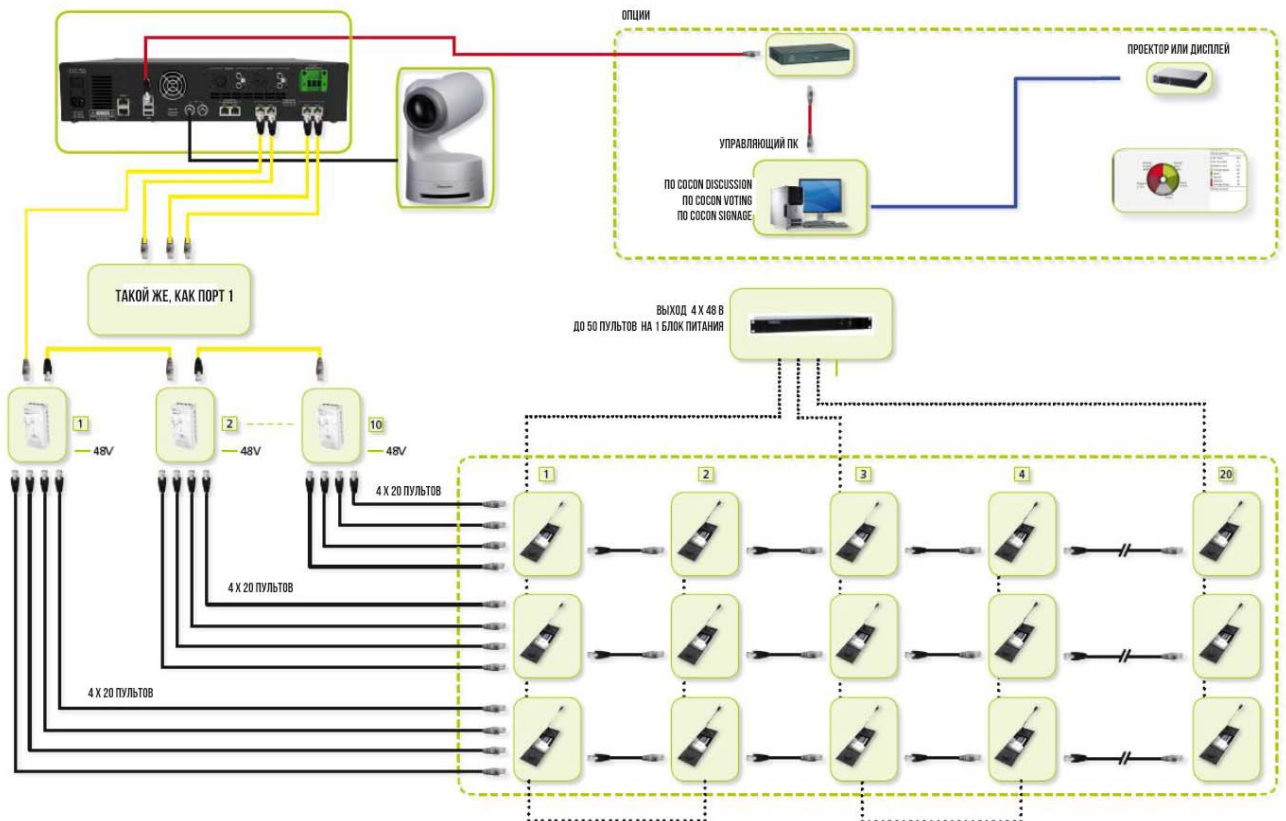 ОПЦИИ
ПРОЕКТОР ИЛИ ДИСПЛЕЙ
УПРАВЛЯЮЩИЙ ПК
ПО COCON DISCUSSION
ПО COCON VOTING
ПО COCON SIGNAGE
ТАКОЙ ЖЕ, КАК ПОРТ 1
ВЫХОД 4 X 48 В
ДО 50 ПУЛЬТОВ НА 1 БЛОК ПИТАНИЯ
1
2
10
48V
48V
48V
1
2
3
4
20
4 X 20 ПУЛЬТОВ
4 X 20 ПУЛЬТОВ
4 X 20 ПУЛЬТОВ